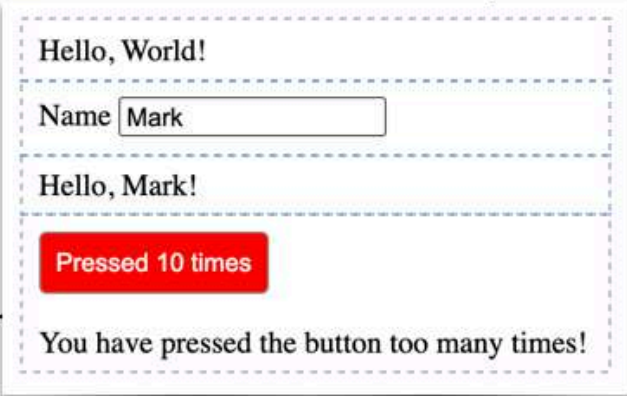 Hello, World!
Name Mark
Hello, Mark!
Pressed 10 times
You have pressed the button too many times!